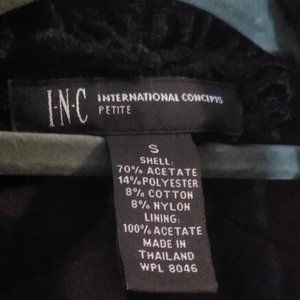 I·N·C INTERNATIONAL CONCEPTS
PETITE
S
SHELL:
70% ACETATE
14% POLYESTER
8% COTTON
8% NYLON
LINING:
100% ACETATE
MADE IN
THAILAND
WPL 8046